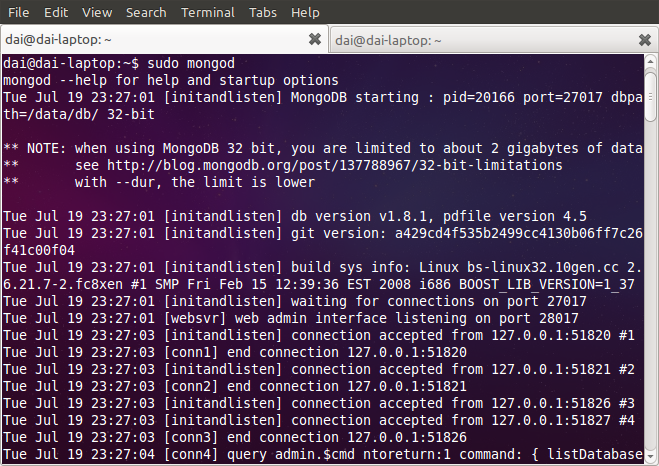 File Edit View Search Terminal Tabs Help
dai@dai-laptop: ~ dai@dai-laptop: ~
dai@dai-laptop:~$ sudo mongod
mongod --help for help and startup options
Tue Jul 19 23:27:01 [initandlisten] MongoDB starting : pid=20166 port=27017 dbpa
th=/data/db/ 32-bit
** NOTE: when using MongoDB 32 bit, you are limited to about 2 gigabytes of data
** see http://blog.mongodb.org/post/137788967/32-bit-limitations
** with --dur, the limit is lower
Tue Jul 19 23:27:01 [initandlisten] db version v1.8.1, pdfile version 4.5
Tue Jul 19 23:27:01 [initandlisten] git version: a429cd4f535b2499cc4130b06ff7c26
f41c00f04
Tue Jul 19 23:27:01 [initandlisten] build sys info: Linux bs-linux32.10gen.cc 2.
6.21.7-2.fc8xen #1 SMP Fri Feb 15 12:39:36 EST 2008 i686 BOOST_LIB_VERSION=1_37
Tue Jul 19 23:27:01 [initandlisten] waiting for connections on port 27017
Tue Jul 19 23:27:01 [websvr] web admin interface listening on port 28017
Tue Jul 19 23:27:03 [initandlisten] connection accepted from 127.0.0.1:51820 #1
Tue Jul 19 23:27:03 [conn1] end connection 127.0.0.1:51820
Tue Jul 19 23:27:03 [initandlisten] connection accepted from 127.0.0.1:51821 #2
Tue Jul 19 23:27:03 [conn2] end connection 127.0.0.1:51821
Tue Jul 19 23:27:03 [initandlisten] connection accepted from 127.0.0.1:51826 #3
Tue Jul 19 23:27:03 [initandlisten] connection accepted from 127.0.0.1:51827 #4
Tue Jul 19 23:27:03 [conn3] end connection 127.0.0.1:51826
Tue Jul 19 23:27:04 [conn4] query admin.$cmd ntoreturn:1 command: { listDatabase